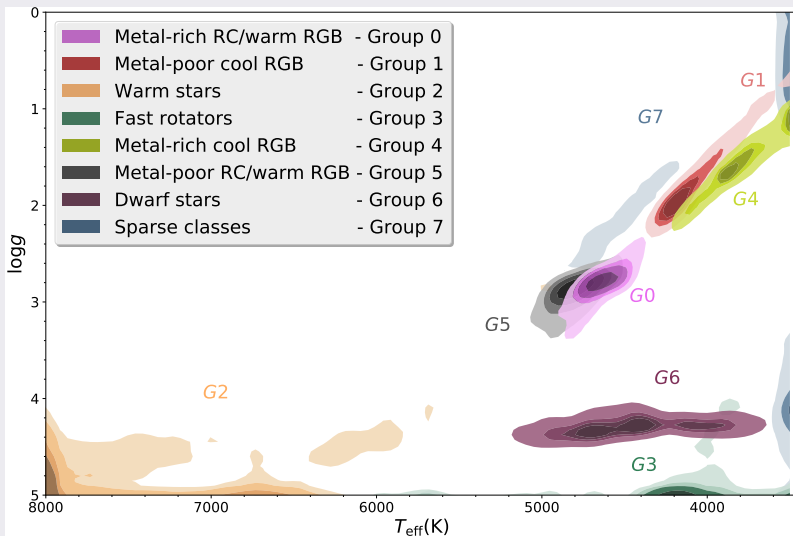 0
Metal-rich RC/warm RGB - Group 0
Metal-poor cool RGB - Group 1
Warm stars - Group 2
Fast rotators - Group 3
Metal-rich cool RGB - Group 4
Metal-poor RC/warm RGB - Group 5
Dwarf stars - Group 6
Sparse classes - Group 7
G1
1
G7
G4
2
logg
G0
3
G5
G6
G2
4
G3
5
8000 7000 6000 5000 4000
Teff(K)